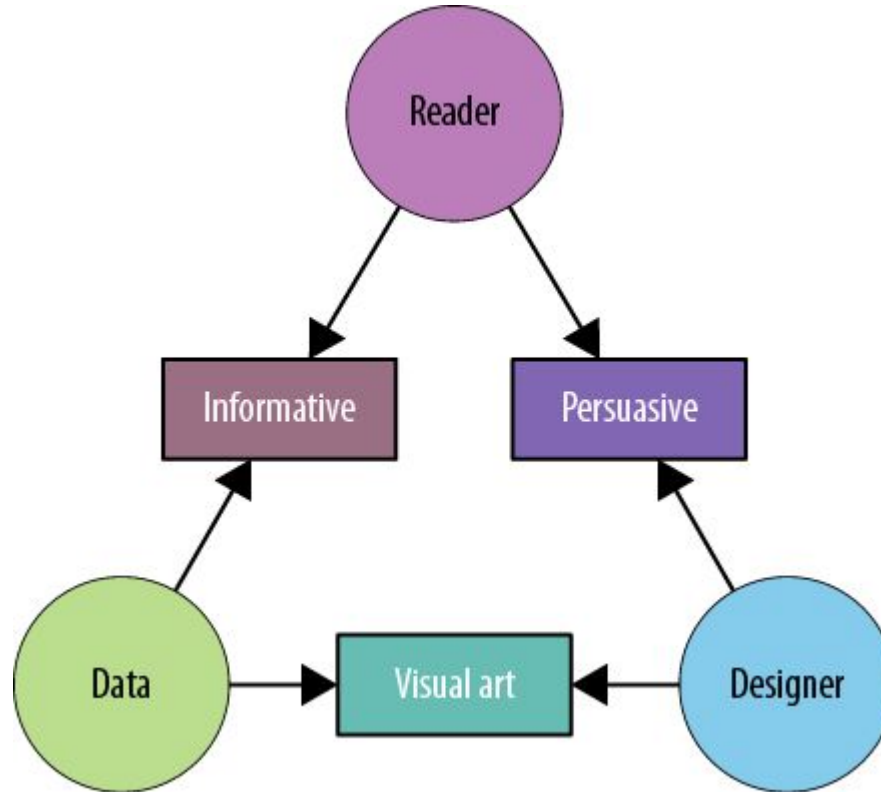 Reader
Informative
Persuasive
Data
Visual art
Designer